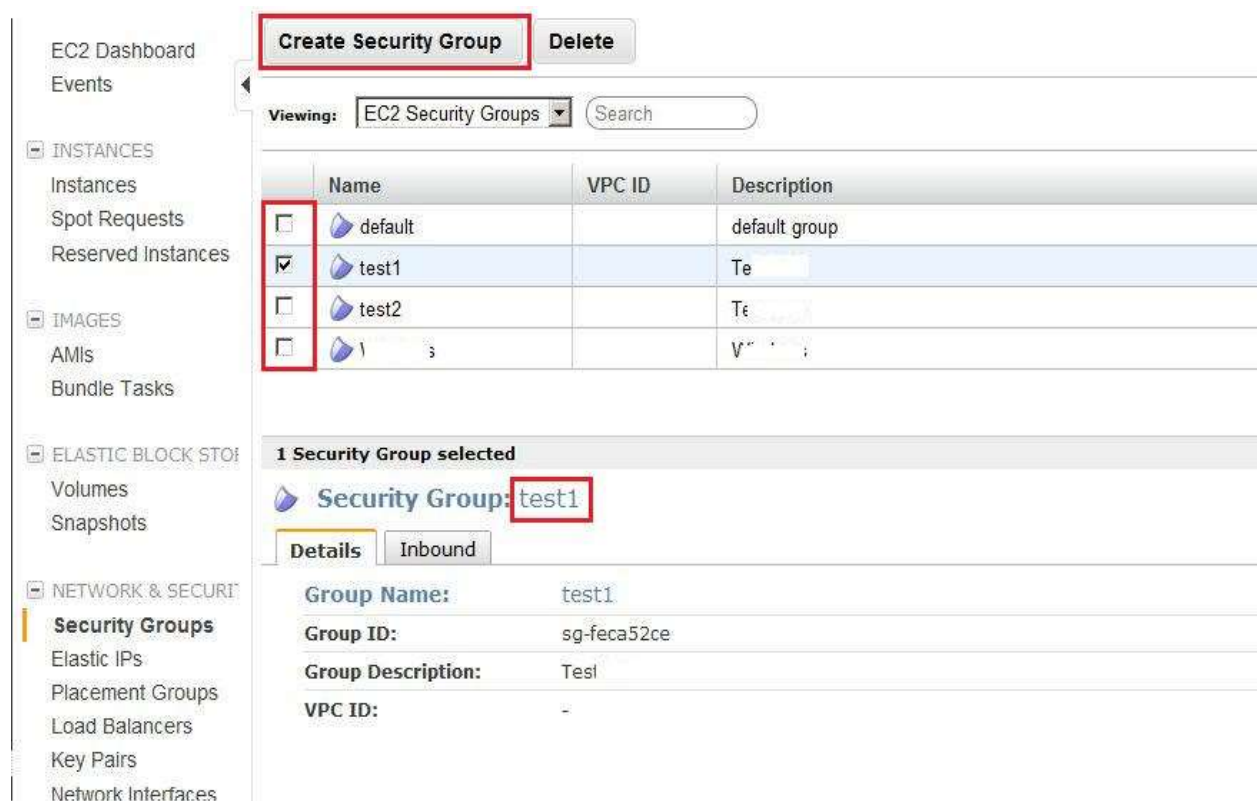 EC2 Dashboard
Events
INSTANCES
Instances
Spot Requests
Reserved Instances
IMAGES
AMIs
Bundle Tasks
ELASTIC BLOCK STO
Volumes
Snapshots
NETWORK & SECURI
Security Groups
Elastic IPs
Placement Groups
Load Balancers
Key Pairs
Network Interfaces
Create Security Group Delete
Viewing: EC2 Security Groups Search
Name VPC ID Description
default default group
test1 Te
test2
1 Security Group selected
Security Group: test1
Details Inbound
Group Name: test1
Group ID: sg-feca52ce
Group Description: Test
VPC ID: -